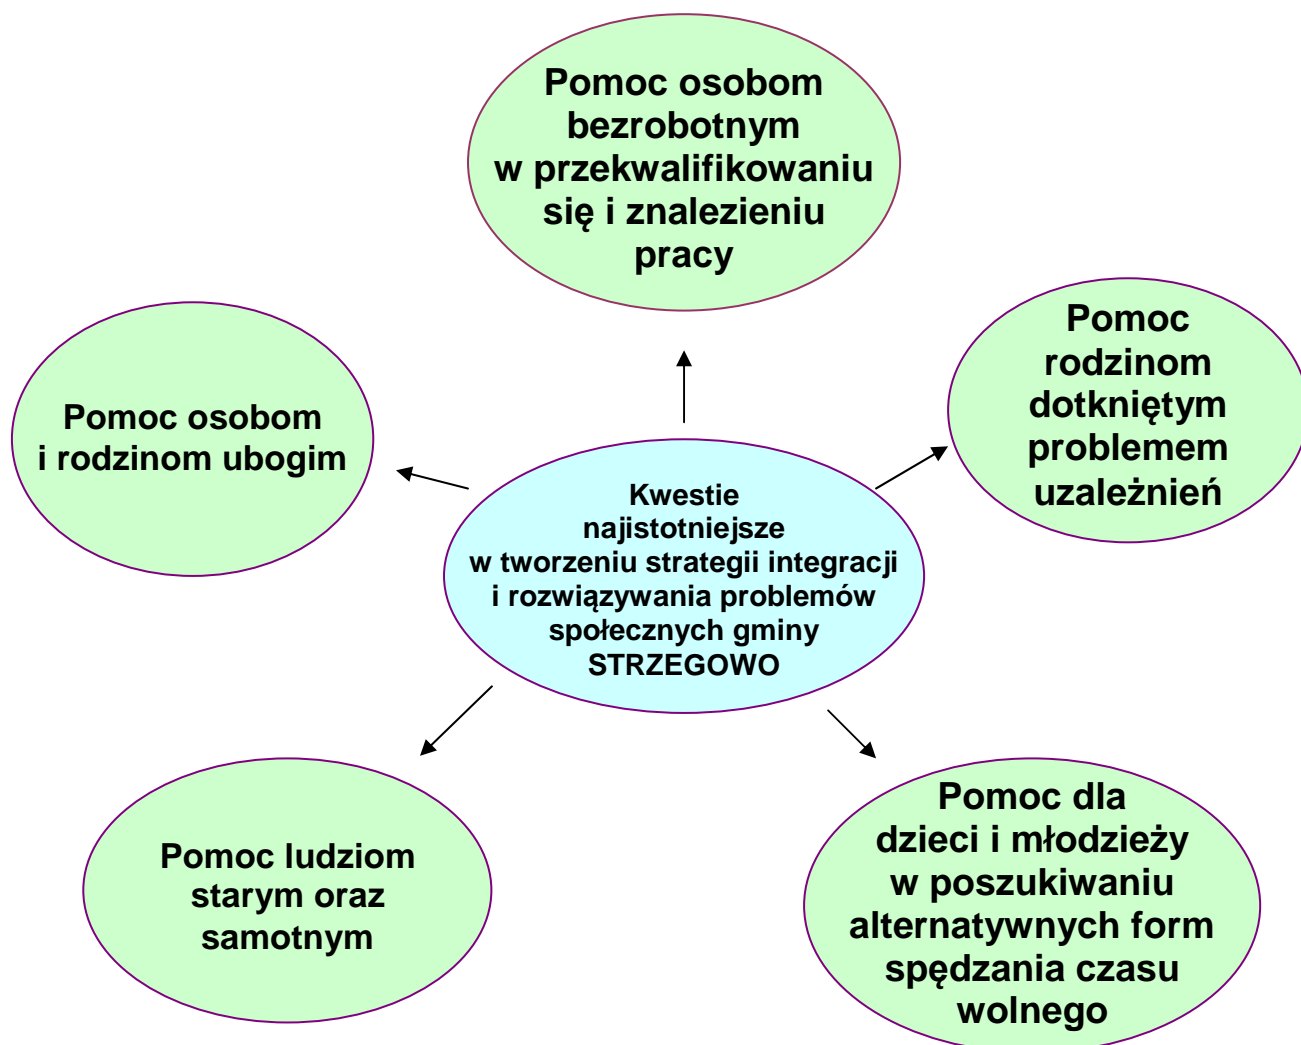 Pomoc osobom
bezrobotnym
w przekwalifikowaniu
się i znalezieniu
pracy
Pomoc
rodzinom
dotkniętym
problemem
uzależnień
Pomoc osobom
i rodzinom ubogim
Kwestie
najistotniejsze
w tworzeniu strategii integracji
i rozwiązywania problemów
społecznych gminy
STRZEGOWO
Pomoc ludziom
starym oraz
samotnym
Pomoc dla
dzieci i młodzieży
w poszukiwaniu
alternatywnych form
spędzania czasu
wolnego